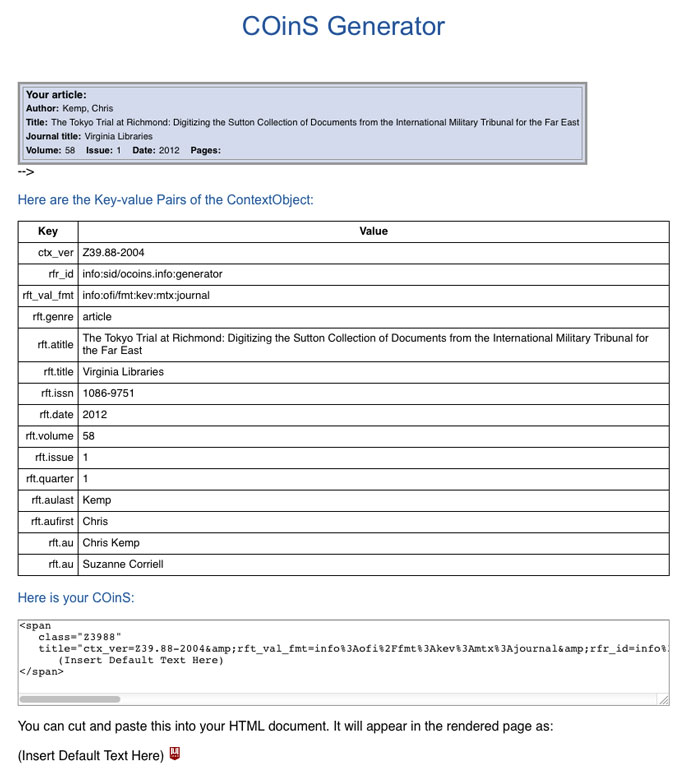 COinS Generator
Your article:
Author: Kemp, Chris
Title: The Tokyo Trial at Richmond: Digitizing the Sutton Collection of Documents from the International Military Tribunal for the Far East
Journal title: Virginia Libraries
Volume: 58 Issue: 1 Date: 2012 Pages:
-->
Here are the Key-value Pairs of the ContextObject:
Key Value
ctx_ver Z39.88-2004
rfr_id info:sid/ocoins.info:generator
rft_val_fmt info:ofi/fmt:kev:mtx:journal
rft.genre article
rft.atitle The Tokyo Trial at Richmond: Digitizing the Sutton Collection of Documents from the International Military Tribunal for
the Far East
rft.title Virginia Libraries
rft.issn 1086-9751
rft.date 2012
rft.volume 58
rft.issue 1
rft.quarter 1
rft.aulast Kemp
rft.aufirst Chris
rft.au Chris Kemp
rft.au Suzanne Corriell
Here is your COinS:
<span
class="Z3988"
title="ctx_ver=Z39.88-2004&amp;rft_val_fmt=info%3Aofi%2Ffmt%3Akev%3Amtx%3Ajournal&amp;rfr_id=info%
(Insert Default Text Here)
</span>
You can cut and paste this into your HTML document. It will appear in the rendered page as:
(Insert Default Text Here)